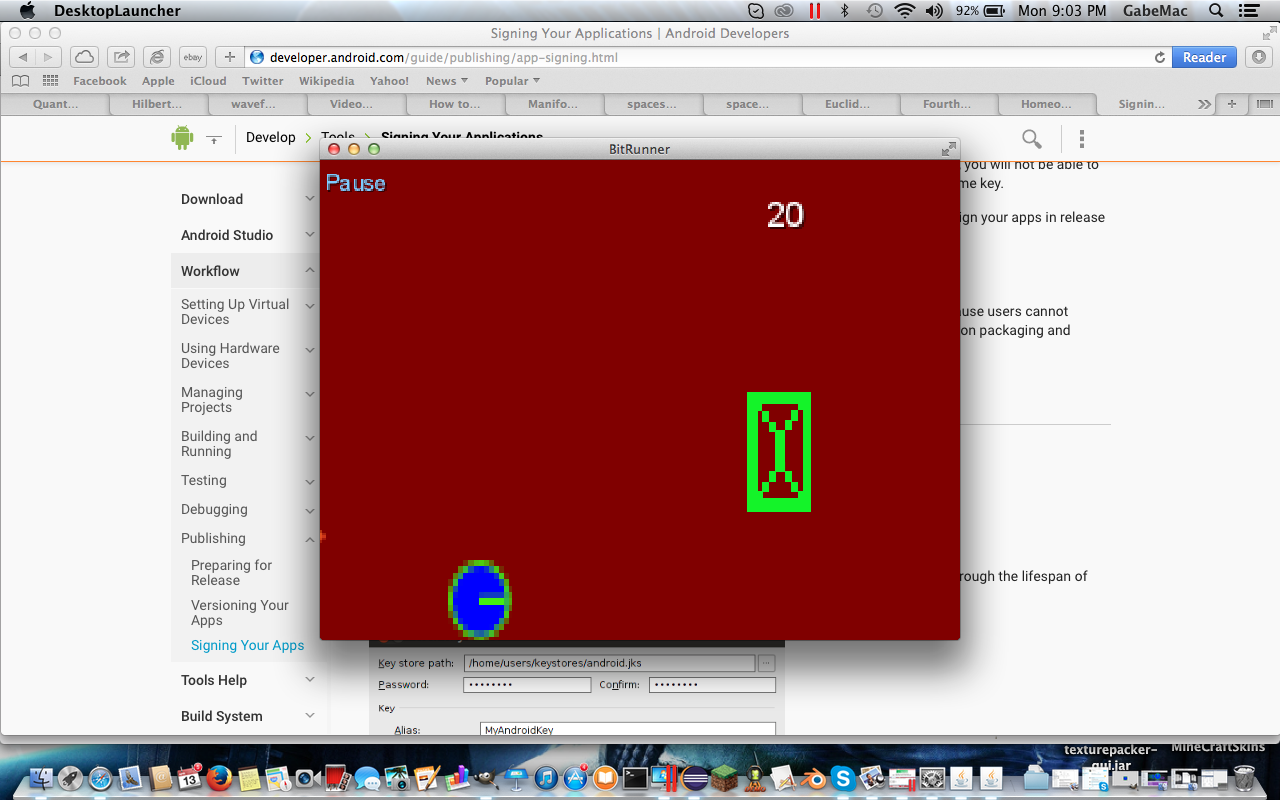 DesktopLauncher
92%
Mon 9:03 PM
GabeMac
Signing Your Applications | Android Developers
ebay
developer.android.com/guide/publishing/app-signing.html
Reader
Facebook
Apple
iCloud
Twitter
Wikipedia
Yahoo!
News
Popular
Quant...
Hilbert...
wavef...
Video...
How to...
Manifo...
spaces...
space...
Euclid...
Fourth...
Homeo...
Signin...
Develop
Tools
Signing Your Applications
BitRunner
Pause
20
you will not be able to
me key.
ign your apps in release
ause users cannot
on packaging and
rough the lifespan of
Download
Android Studio
Workflow
Setting Up Virtual
Devices
Using Hardware
Devices
Managing
Projects
Building and
Running
Testing
Debugging
Publishing
Preparing for
Release
Versioning Your
Apps
Signing Your Apps
Tools Help
Build System
Key store path:
/home/users/keystores/android.jks
...
Password:
••••••••
Confirm:
••••••••
Key
Alias:
MyAndroidKey
texturepacker-
gui.jar
MineCraftSkins
13